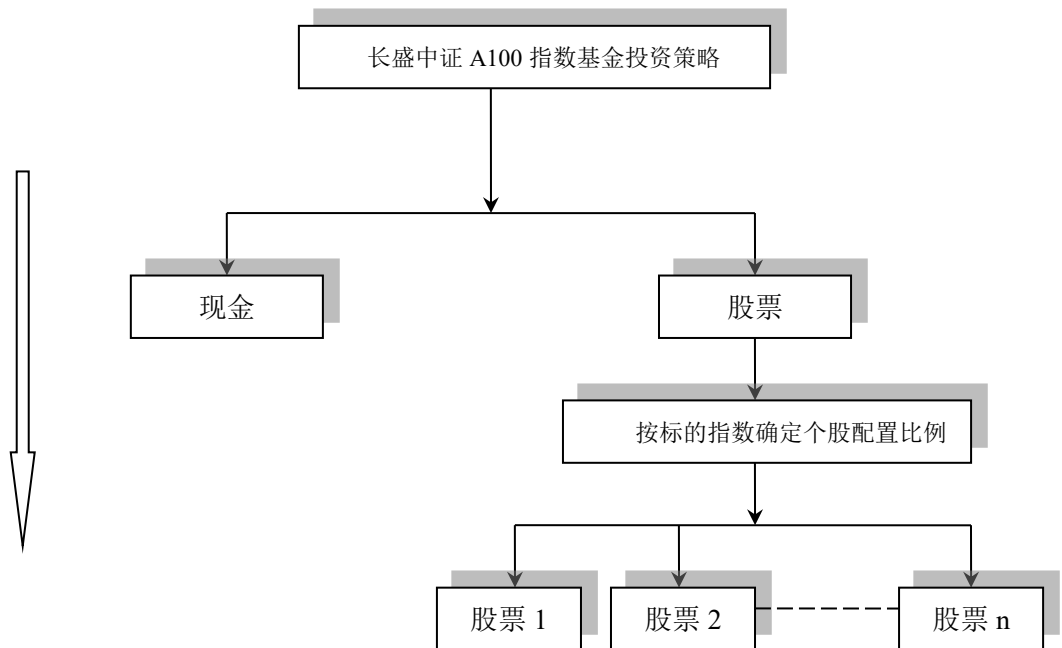 长盛中证 A100 指数基金投资策略
现金
股票
按标的指数确定个股配置比例
股票 1
股票 2
股票 n